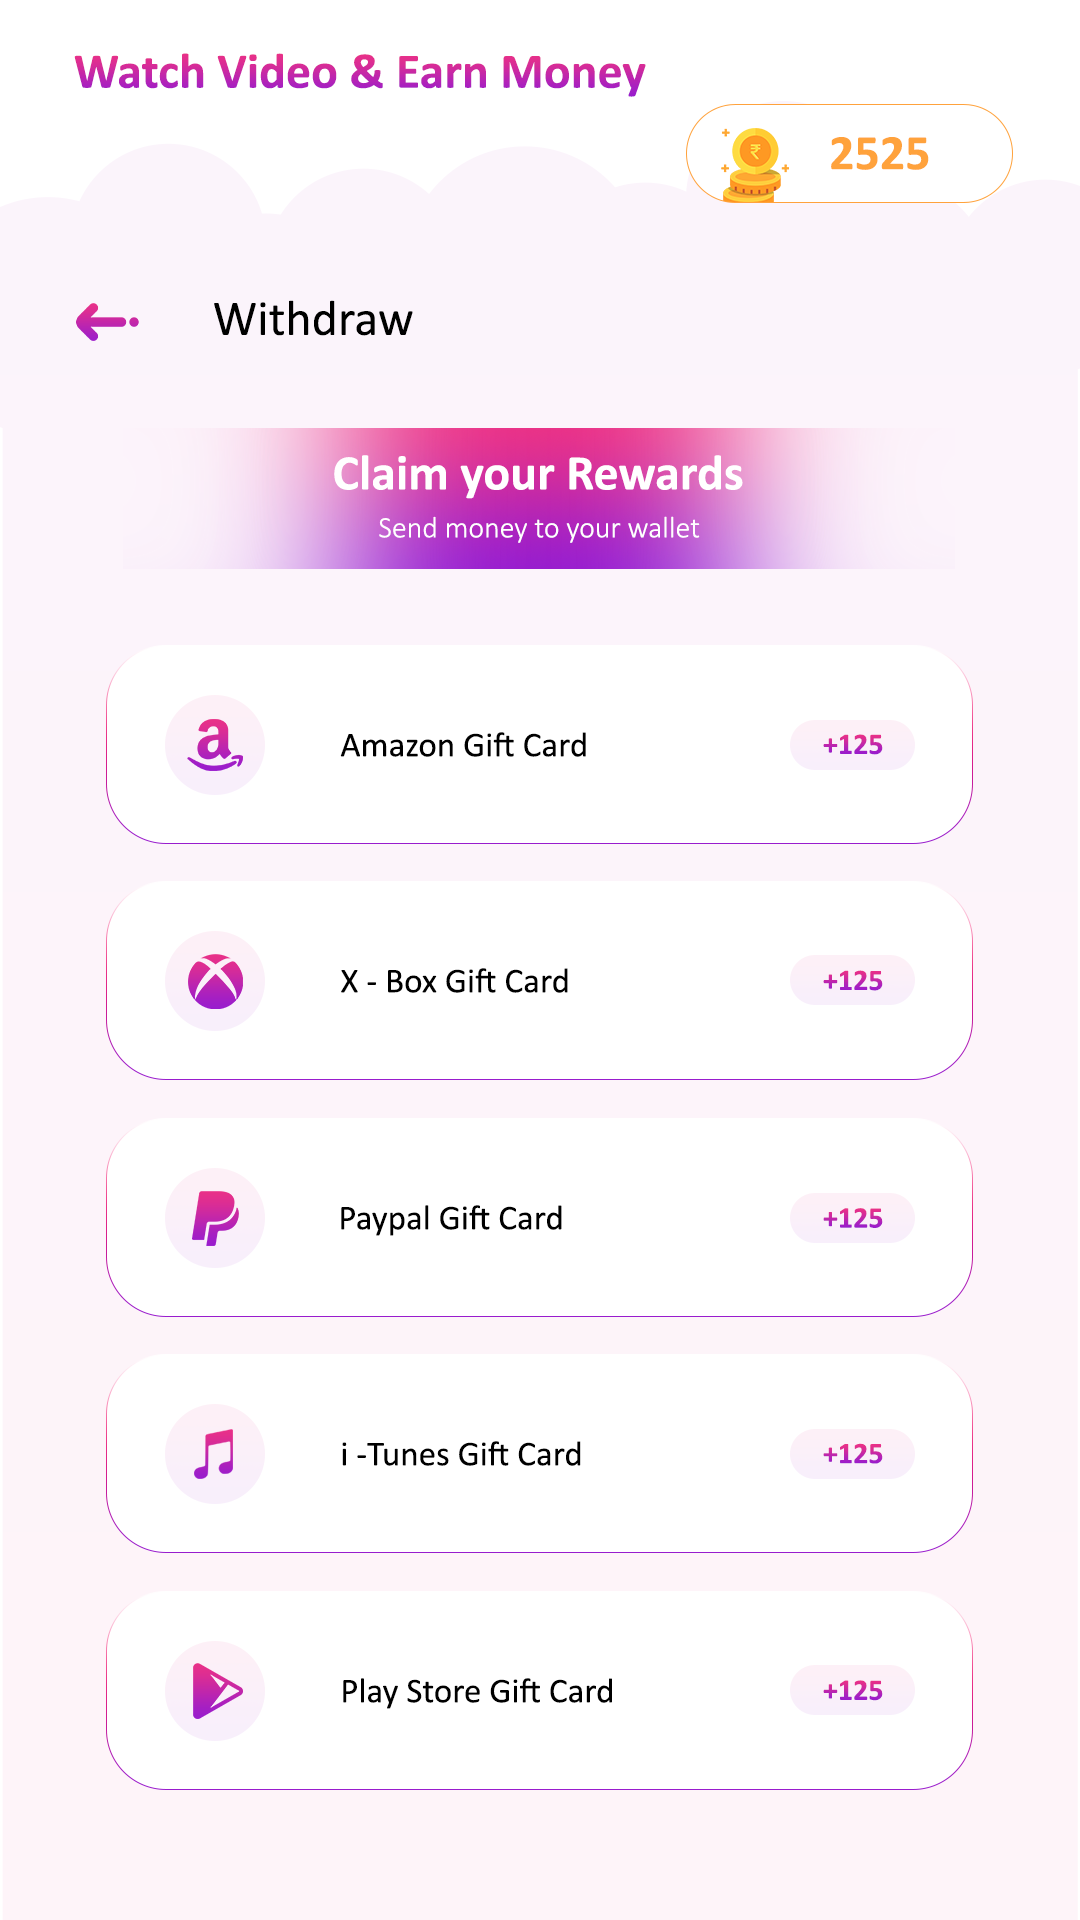 Watch Video & Earn Money
2525
Withdraw
Claim your Rewards
Send money to your wallet
Amazon Gift Card
+125
X - Box Gift Card
+125
Paypal Gift Card
+125
i -Tunes Gift Card
+125
Play Store Gift Card
+125